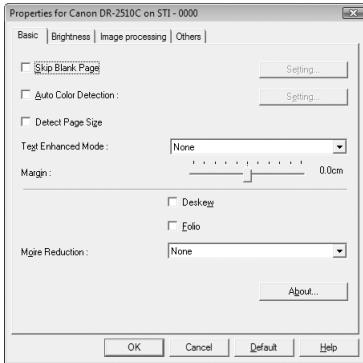 Properties for Canon DR-2510C on STI - 0000
Basic Brightness Image processing Others
Skip Blank Page Setting...
Auto Color Detection : Setting...
Detect Page Size
Text Enhanced Mode : None
Margin : 0.0cm
Deskew
Folio
Moire Reduction : None
About...
OK Cancel Default Help